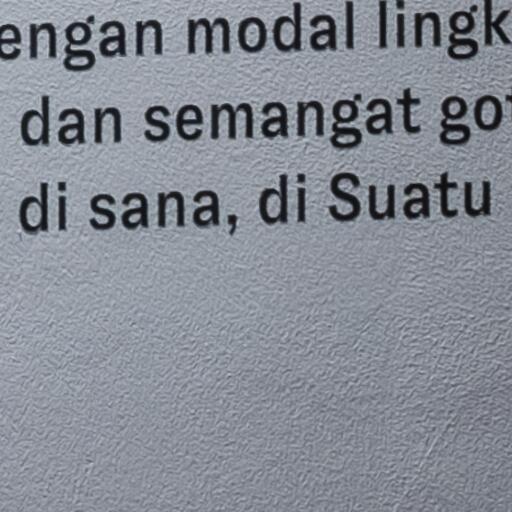 engan modal lingk
dan semangat go
di sana, di Suatu